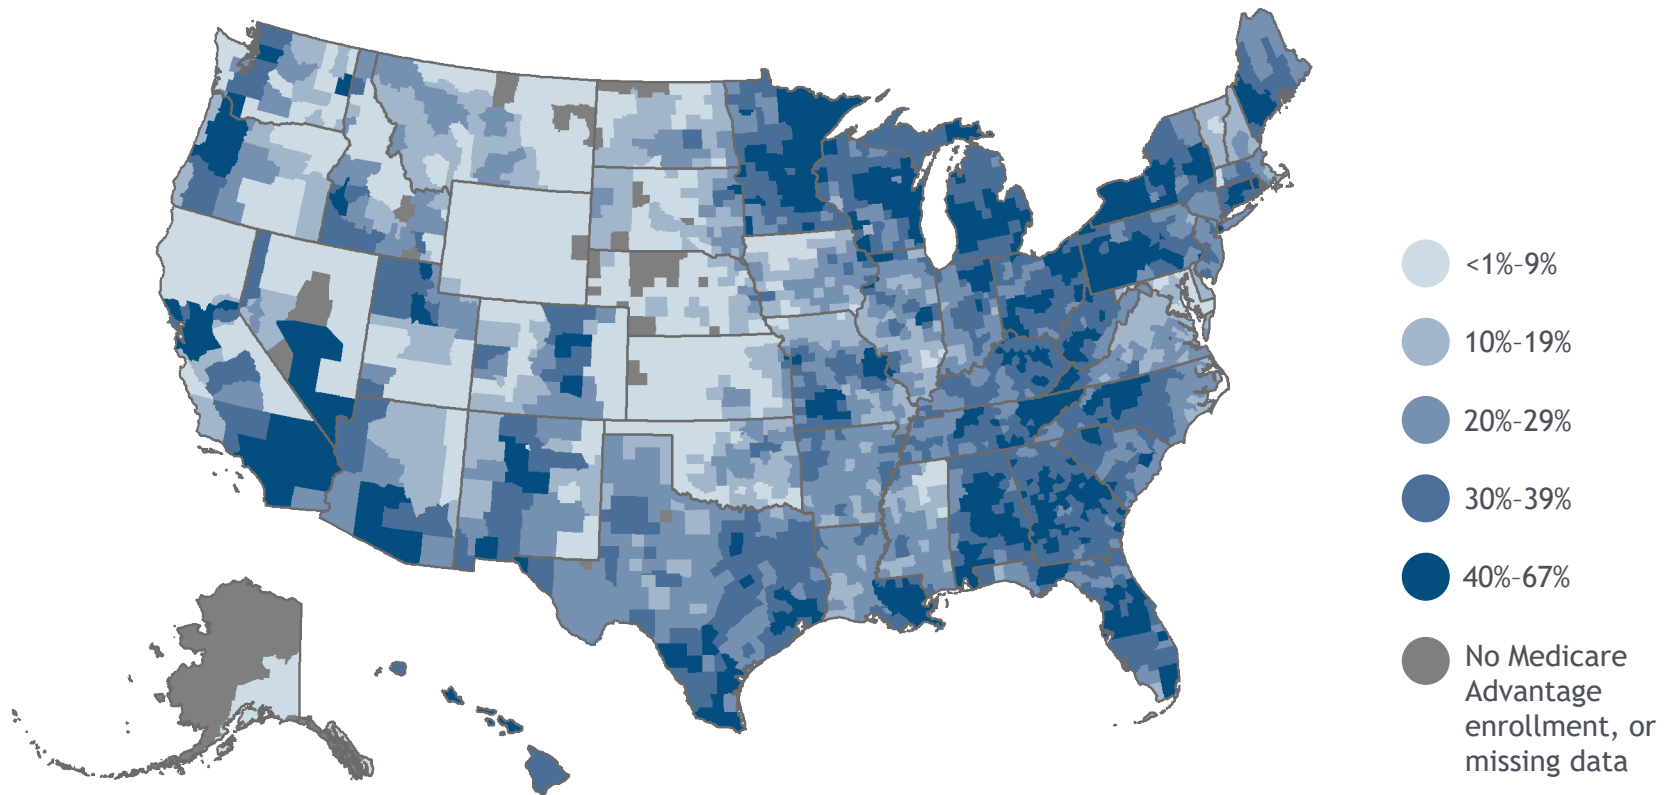 <1%–9%
10%–19%
20%–29%
30%–39%
40%–67%
No Medicare
Advantage
enrollment, or
missing data